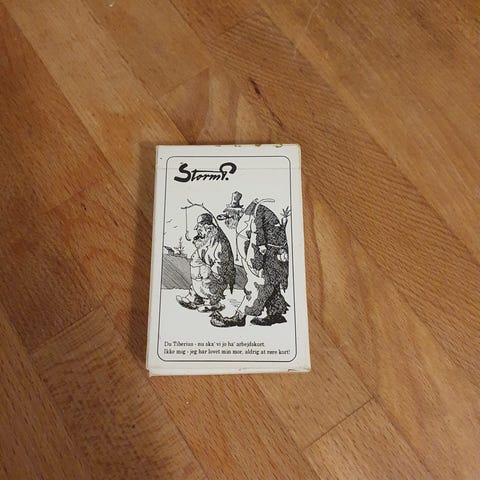 Storm P.
Du Tiberius - nu ska' vi jo ha' arbejdskort.
Ikke mig - jeg har lovet min mor, aldrig at røre kort!